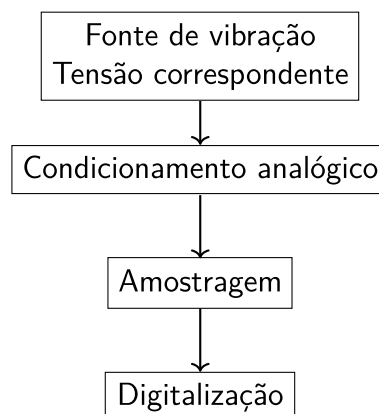 Fonte de vibração
Tensão correspondente
Condicionamento analógico
Amostragem
Digitalização